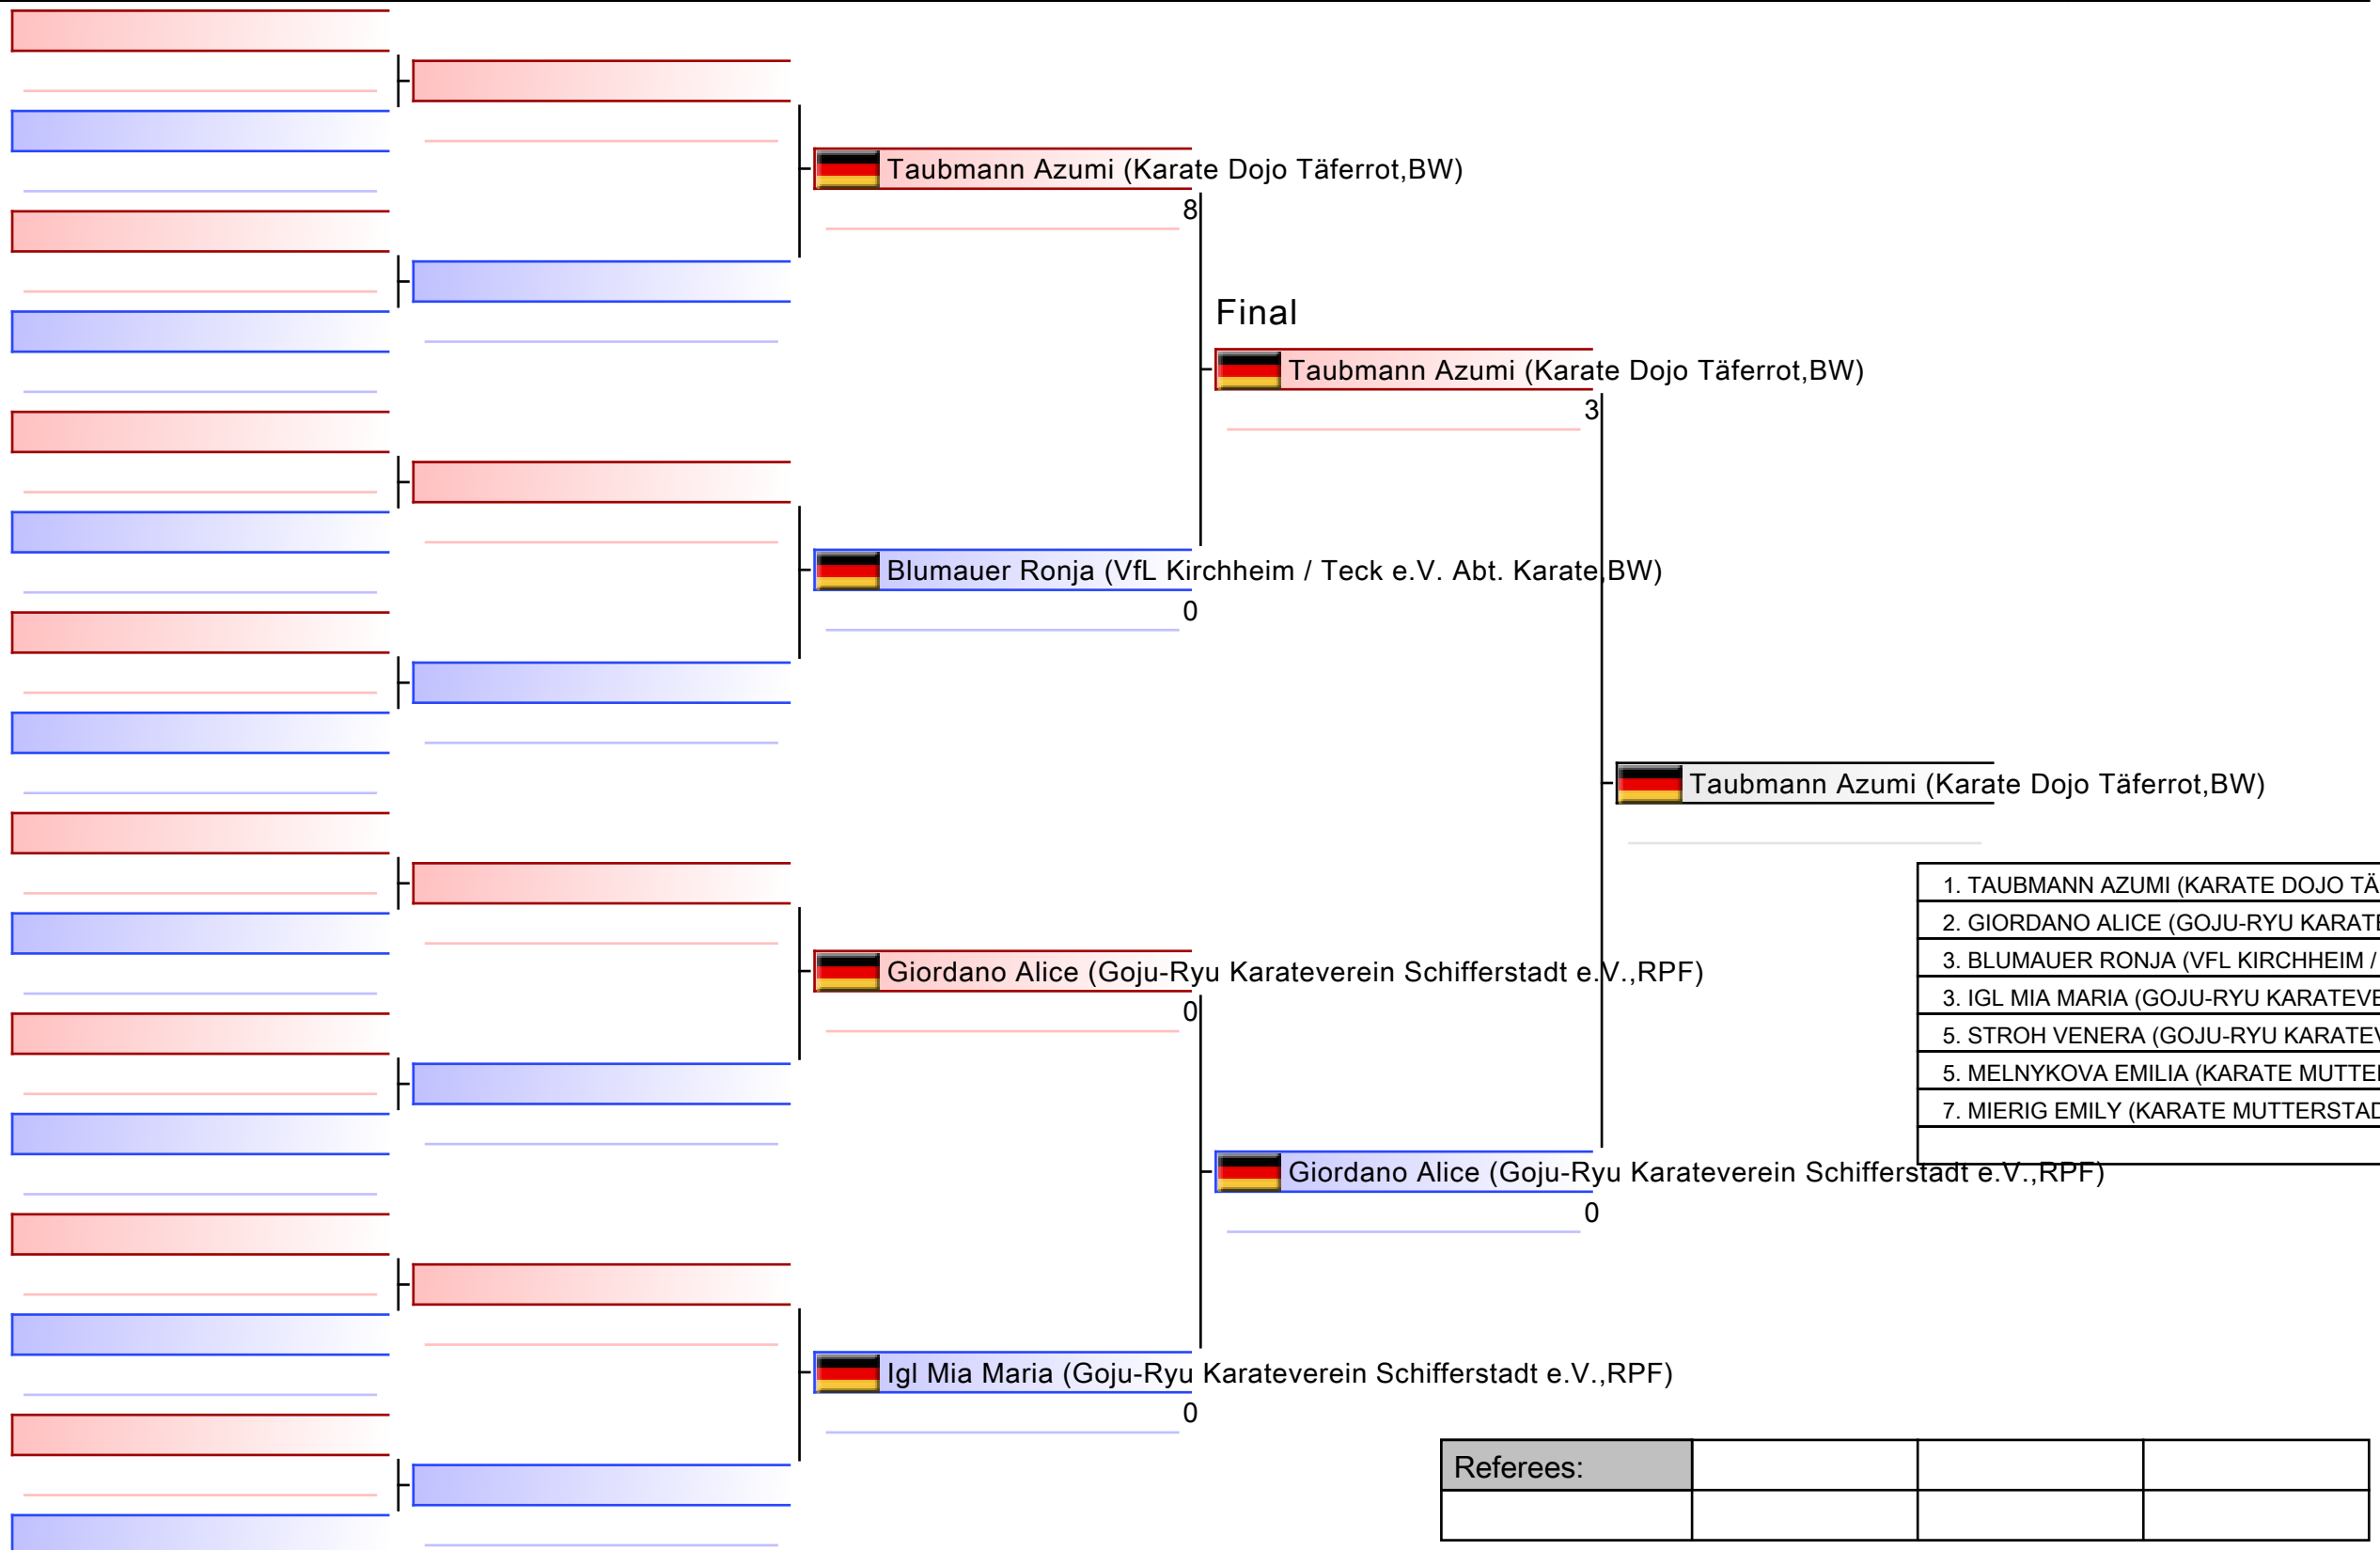 Taubmann Azumi (Karate Dojo Täferrot,BW)
8
Final
Taubmann Azumi (Karate Dojo Täferrot,BW)
3
Blumauer Ronja (VfL Kirchheim / Teck e.V. Abt. Karate,BW)
0
Taubmann Azumi (Karate Dojo Täferrot,BW)
1. TAUBMANN AZUMI (KARATE DOJO TÄ
2. GIORDANO ALICE (GOJU-RYU KARATE
3. BLUMAUER RONJA (VFL KIRCHHEIM /
3. IGL MIA MARIA (GOJU-RYU KARATEVE
5. STROH VENERA (GOJU-RYU KARATEV
5. MELNYKOVA EMILIA (KARATE MUTTER
7. MIERIG EMILY (KARATE MUTTERSTAD
Giordano Alice (Goju-Ryu Karateverein Schifferstadt e.V.,RPF)
0
Giordano Alice (Goju-Ryu Karateverein Schifferstadt e.V.,RPF)
0
Igl Mia Maria (Goju-Ryu Karateverein Schifferstadt e.V.,RPF)
0
Referees: